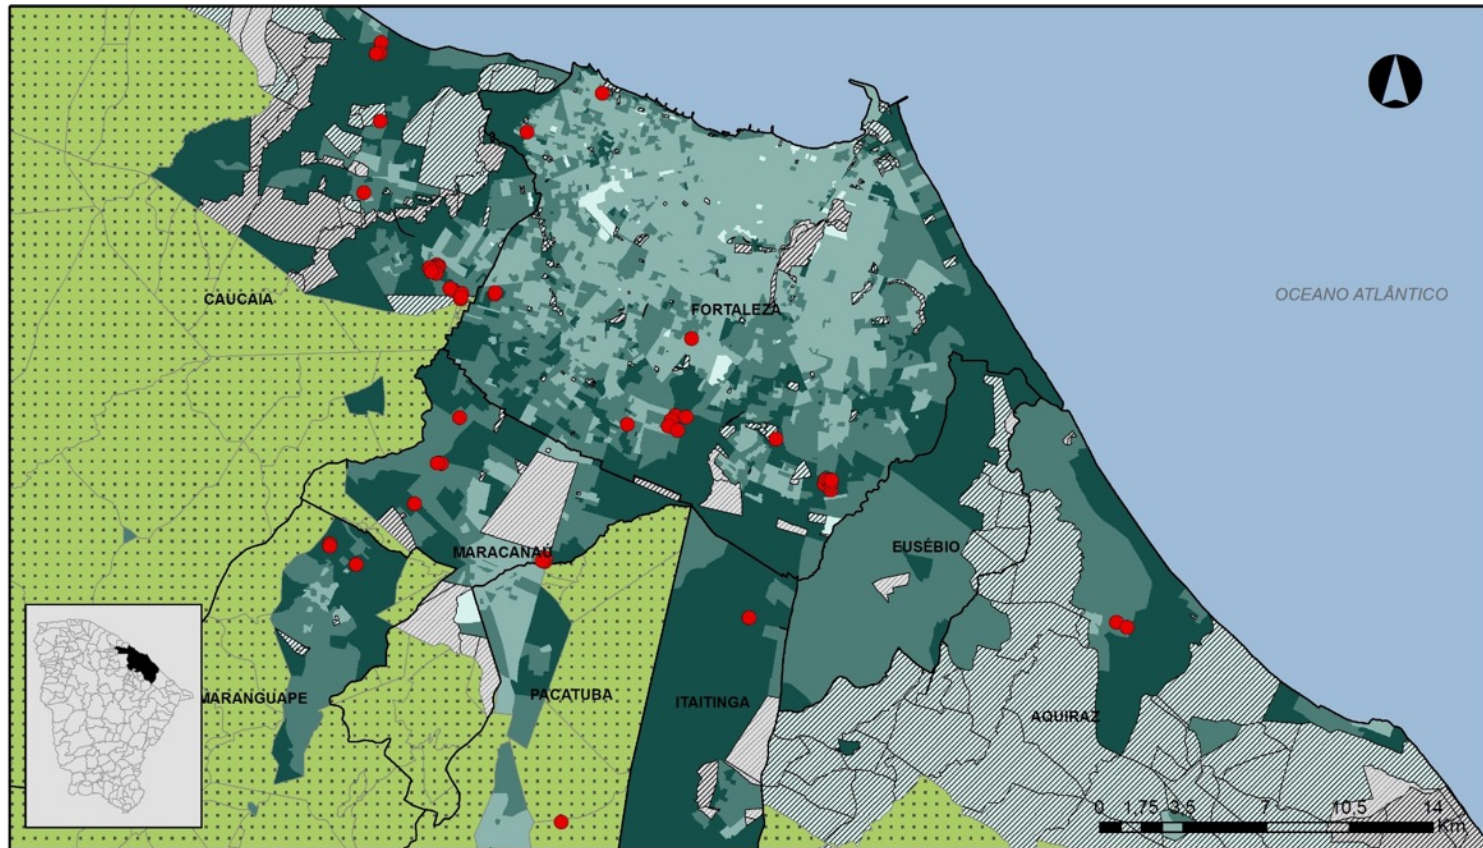 CAUCAIA
FORTALEZA
OCEANO ATLÂNTICO
MARACANAÚ
EUSÉBIO
MARANGUAPE
PACATUBA
ITAITINGA
AQUIRAZ
0 1,75 3,5 7 10,5 14
Km